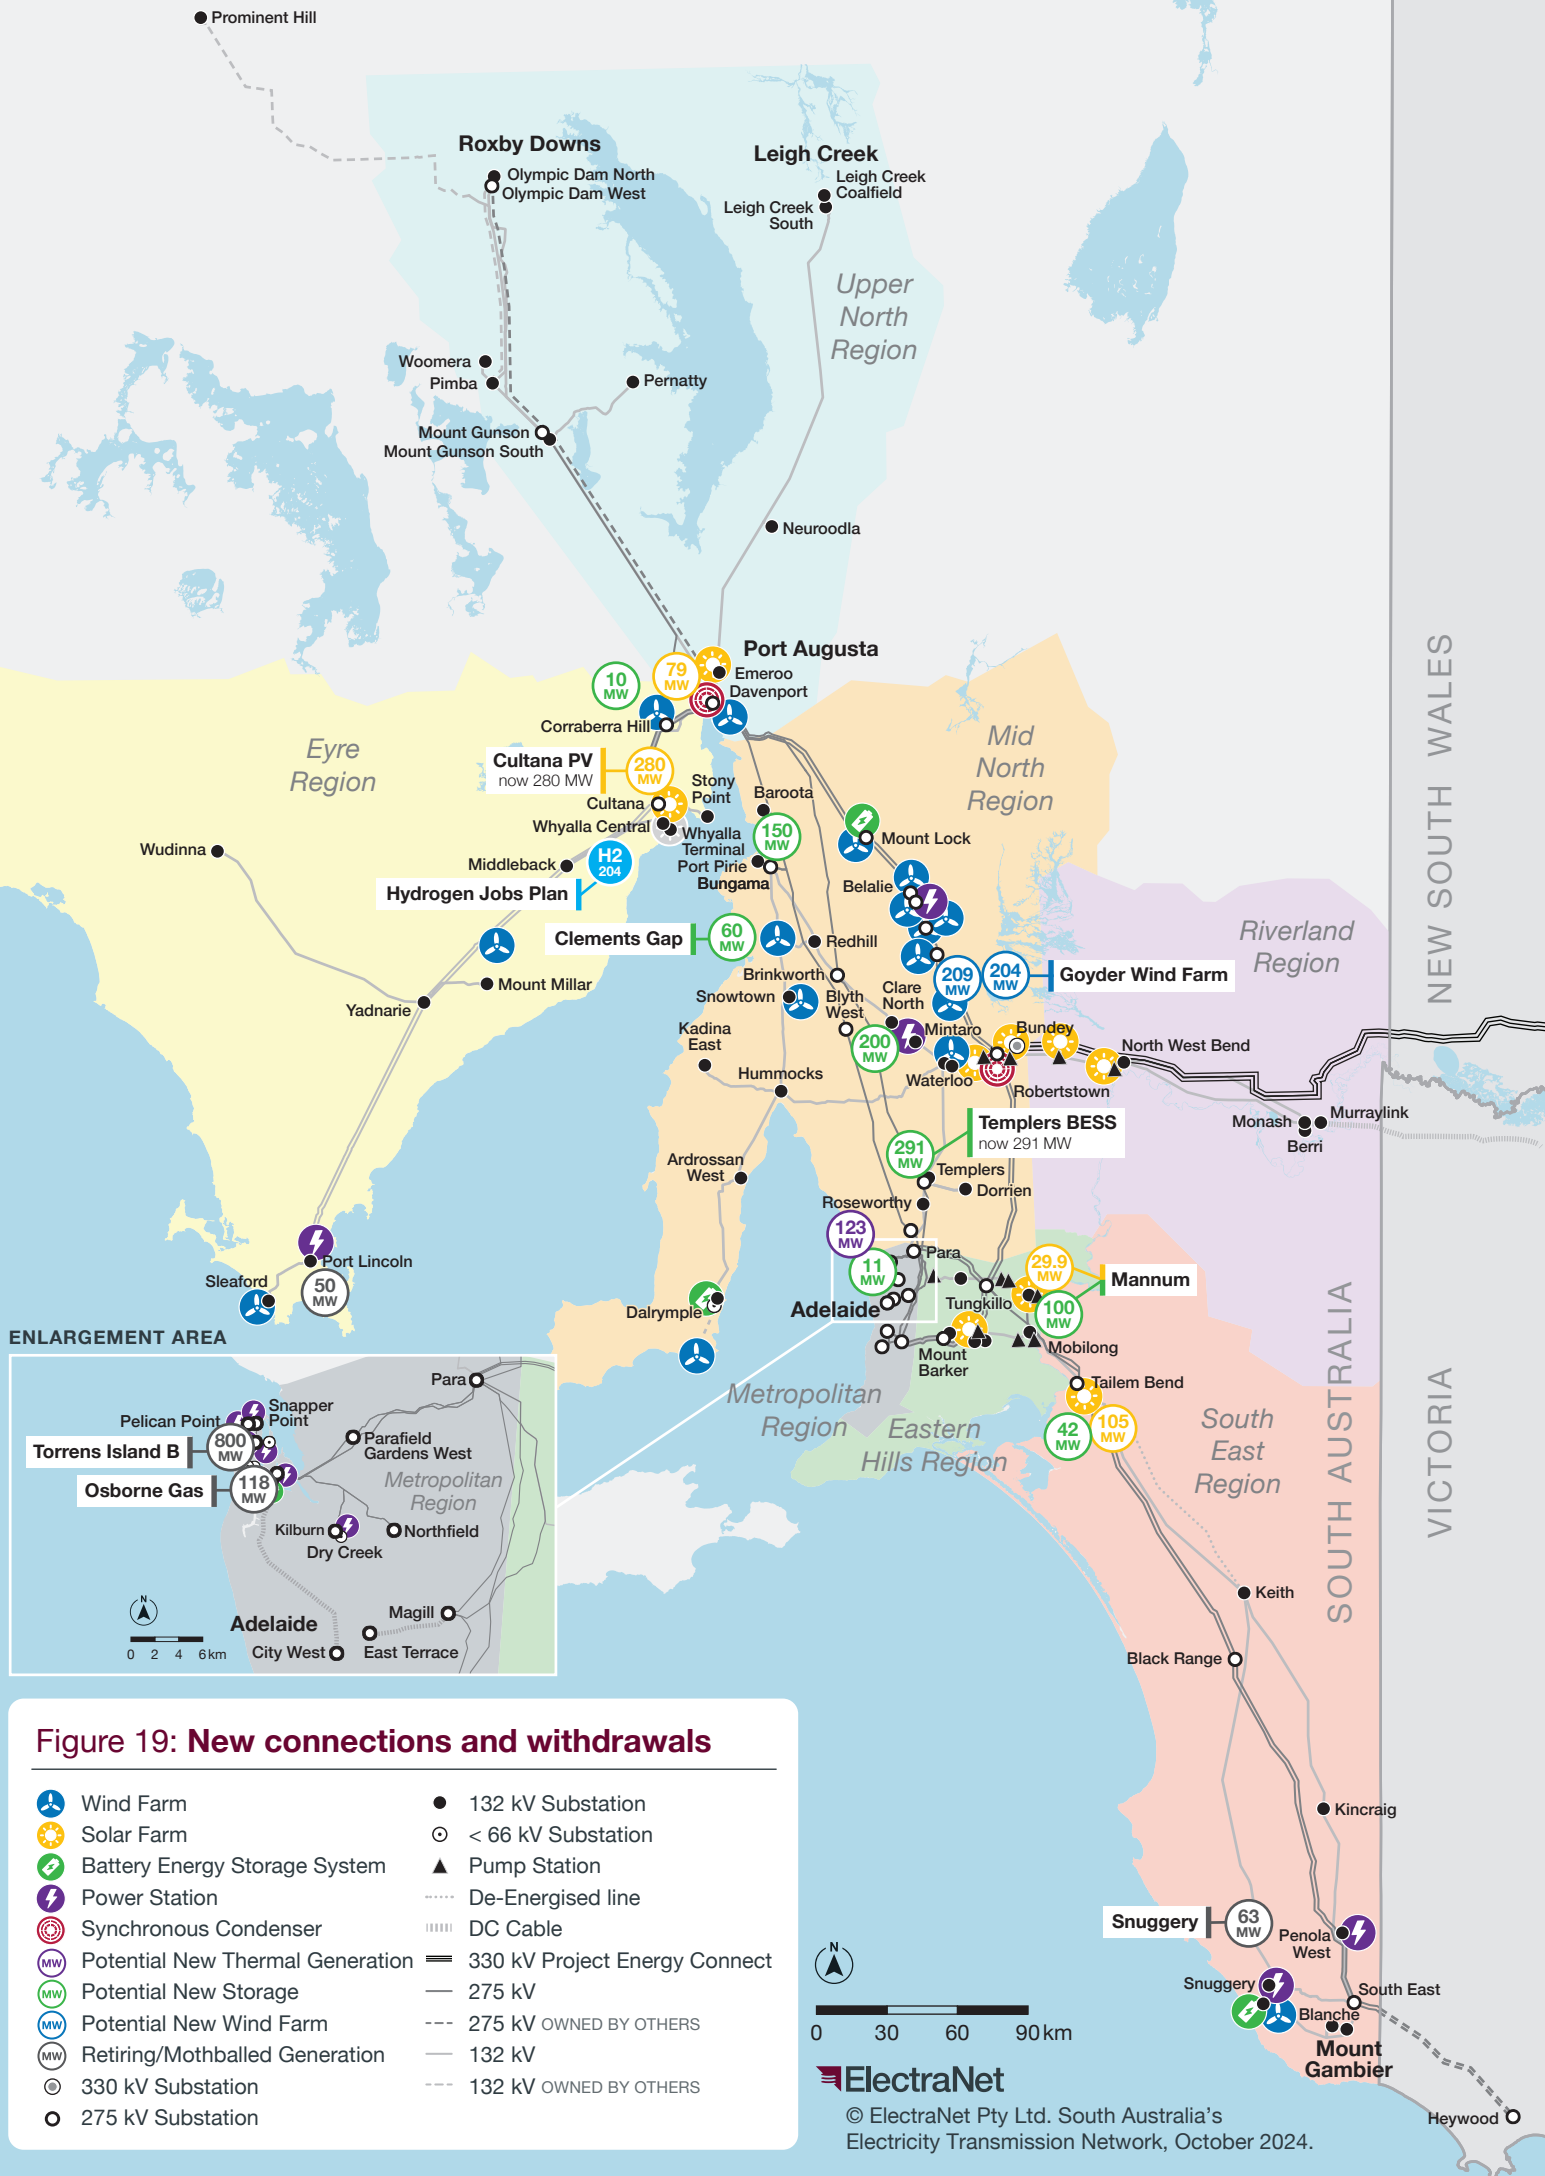 Prominent Hill
Roxby Downs
Olympic Dam North
Olympic Dam West
Leigh Creek
Leigh Creek
Coalfield
Leigh Creek
South
Upper
North
Region
Woomera
Pimba
Pernatty
Mount Gunson
Mount Gunson South
Neuroodla
Port Augusta
10
MW
79
MW
Emeroo
Davenport
Corraberra Hill
Eyre
Region
Cultana PV
now 280 MW
280
MW
Stony
Point
Cultana
Whyalla Central
Whyalla
Terminal
Baroota
150
MW
Port Pirie
Bungama
Mid
North
Region
Mount Lock
Wudinna
Middleback
H2
204
Hydrogen Jobs Plan
Belalie
Clements Gap
60
MW
Redhill
Brinkworth
Snowtown
Blyth
West
Clare
North
209
MW
204
MW
Goyder Wind Farm
Riverland
Region
Mount Millar
Yadnarie
Kadina
East
200
MW
Mintaro
Bundey
North West Bend
Hummocks
Waterloo
Robertstown
Monash
Murraylink
Berri
Templers BESS
now 291 MW
291
MW
Ardrossan
West
Templers
Dorrien
Roseworthy
123
MW
Para
11
MW
Adelaide
Port Lincoln
Sleaford
50
MW
Dalrymple
Tungkillo
29.9
MW
Mannum
100
MW
Mount
Barker
Mobilong
Tailem Bend
42
MW
105
MW
Metropolitan
Region
Eastern
Hills Region
South
East
Region
NEW SOUTH WALES
SOUTH AUSTRALIA
VICTORIA
ENLARGEMENT AREA
Para
Snapper
Point
Pelican Point
Torrens Island B
800
MW
Parafield
Gardens West
Osborne Gas
118
MW
Metropolitan
Region
Kilburn
Northfield
Dry Creek
N
Magill
Adelaide
0 2 4 6 km
City West
East Terrace
Keith
Black Range
Kincraig
Snuggery
63
MW
Penola
West
Snuggery
South East
Blanche
Mount
Gambier
Heywood
Figure 19: New connections and withdrawals
Wind Farm
Solar Farm
Battery Energy Storage System
Power Station
Synchronous Condenser
MW Potential New Thermal Generation
MW Potential New Storage
MW Potential New Wind Farm
MW Retiring/Mothballed Generation
330 kV Substation
275 kV Substation
132 kV Substation
< 66 kV Substation
Pump Station
De-Energised line
DC Cable
330 kV Project Energy Connect
275 kV
275 kV OWNED BY OTHERS
132 kV
132 kV OWNED BY OTHERS
N
0 30 60 90 km
ElectraNet
© ElectraNet Pty Ltd. South Australia's
Electricity Transmission Network, October 2024.